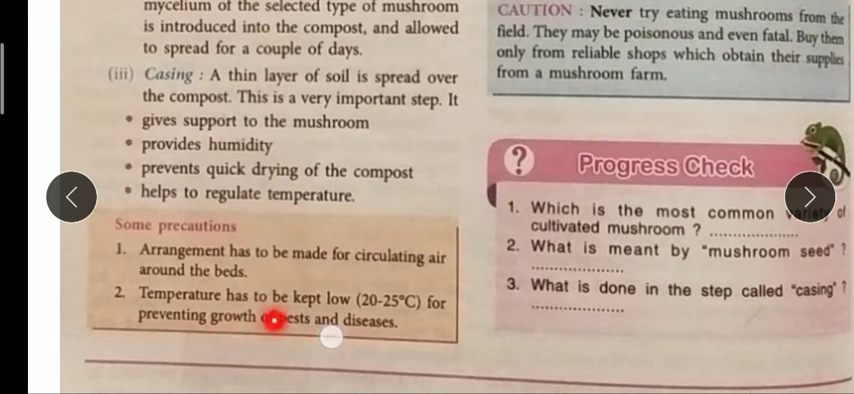 mycelium of the selected type of mushroom
is introduced into the compost, and allowed
to spread for a couple of days.
(iii) Casing : A thin layer of soil is spread over
the compost. This is a very important step. It
• gives support to the mushroom
• provides humidity
• prevents quick drying of the compost
• helps to regulate temperature.
Some precautions
1. Arrangement has to be made for circulating air
around the beds.
2. Temperature has to be kept low (20-25°C) for
preventing growth and diseases.
CAUTION : Never try eating mushrooms from the
field. They may be poisonous and even fatal. Buy them
only from reliable shops which obtain their supplies
from a mushroom farm.
? Progress Check
1. Which is the most common variety of
cultivated mushroom ? ....................
2. What is meant by “mushroom seed” ?
....................
3. What is done in the step called “casing” ?
....................